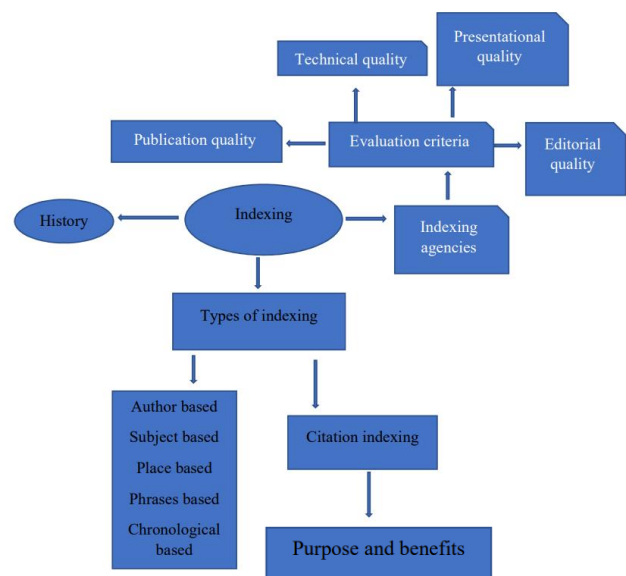 Presentational
quality
Technical quality
Publication quality
Evaluation criteria
Editorial
quality
History
Indexing
Indexing
agencies
Types of indexing
Author based
Subject based
Place based
Phrases based
Chronological
based
Citation indexing
Purpose and benefits